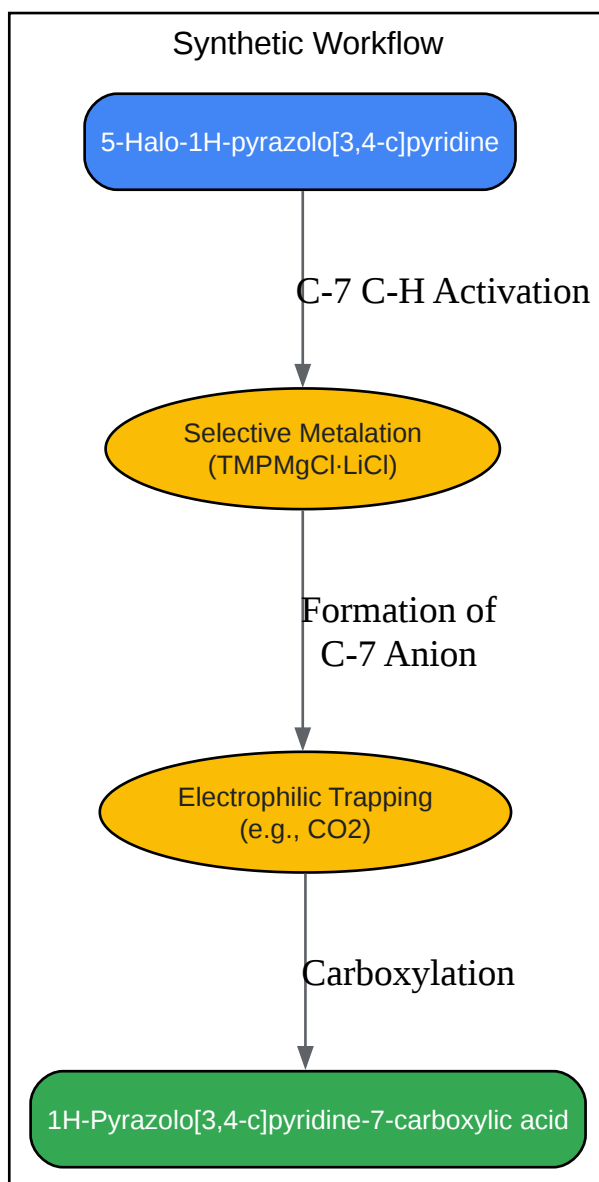 Synthetic Workflow
5-Halo-1H-pyrazolo[3,4-c]pyridine
C-7 C-H Activation
Selective Metalation
(TMPMgCl·LiCl)
Formation of
C-7 Anion
Electrophilic Trapping
(e.g., CO2)
Carboxylation
1H-Pyrazolo[3,4-c]pyridine-7-carboxylic acid